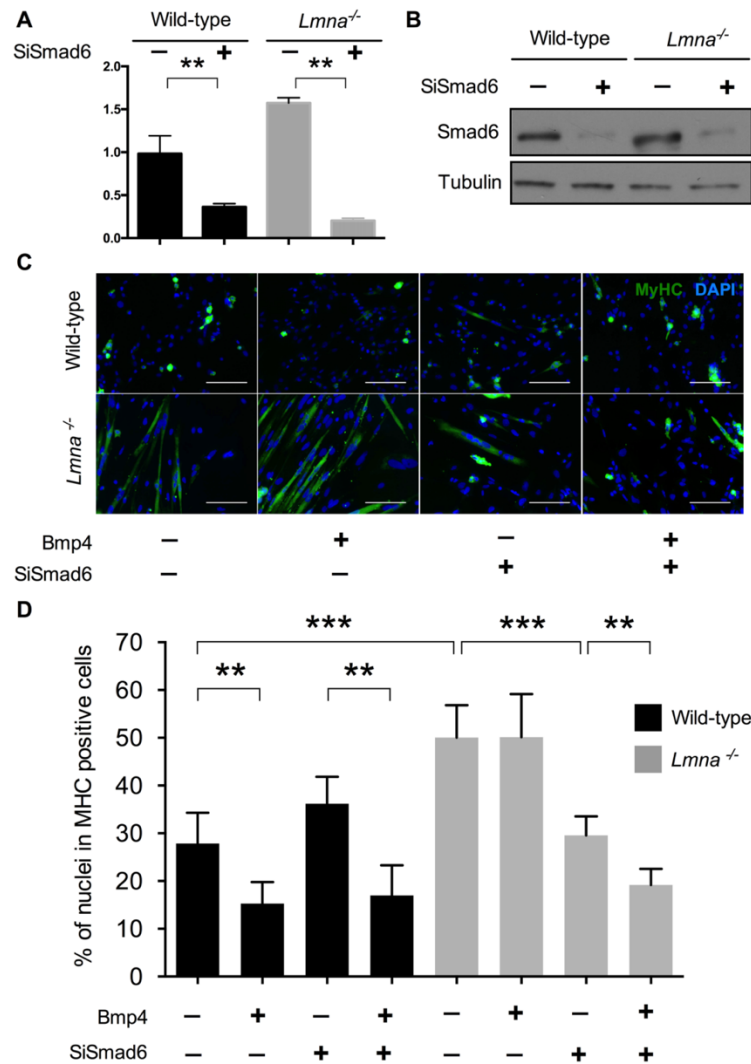 A
Wild-type Lmna-/-
SiSmad6 – + – +
** **
2.0
1.5
1.0
0.5
0.0
B
Wild-type Lmna-/-
SiSmad6 – + – +
Smad6
Tubulin
C
MyHC DAPI
Wild-type
Lmna-/-
Bmp4 – + – +
SiSmad6 – – + +
D
% of nuclei in MHC positive cells
70
60
50
40
30
20
10
0
*** *** **
** **
Wild-type
Lmna -/-
Bmp4 – + – + – + – +
SiSmad6 – – + + – – + +